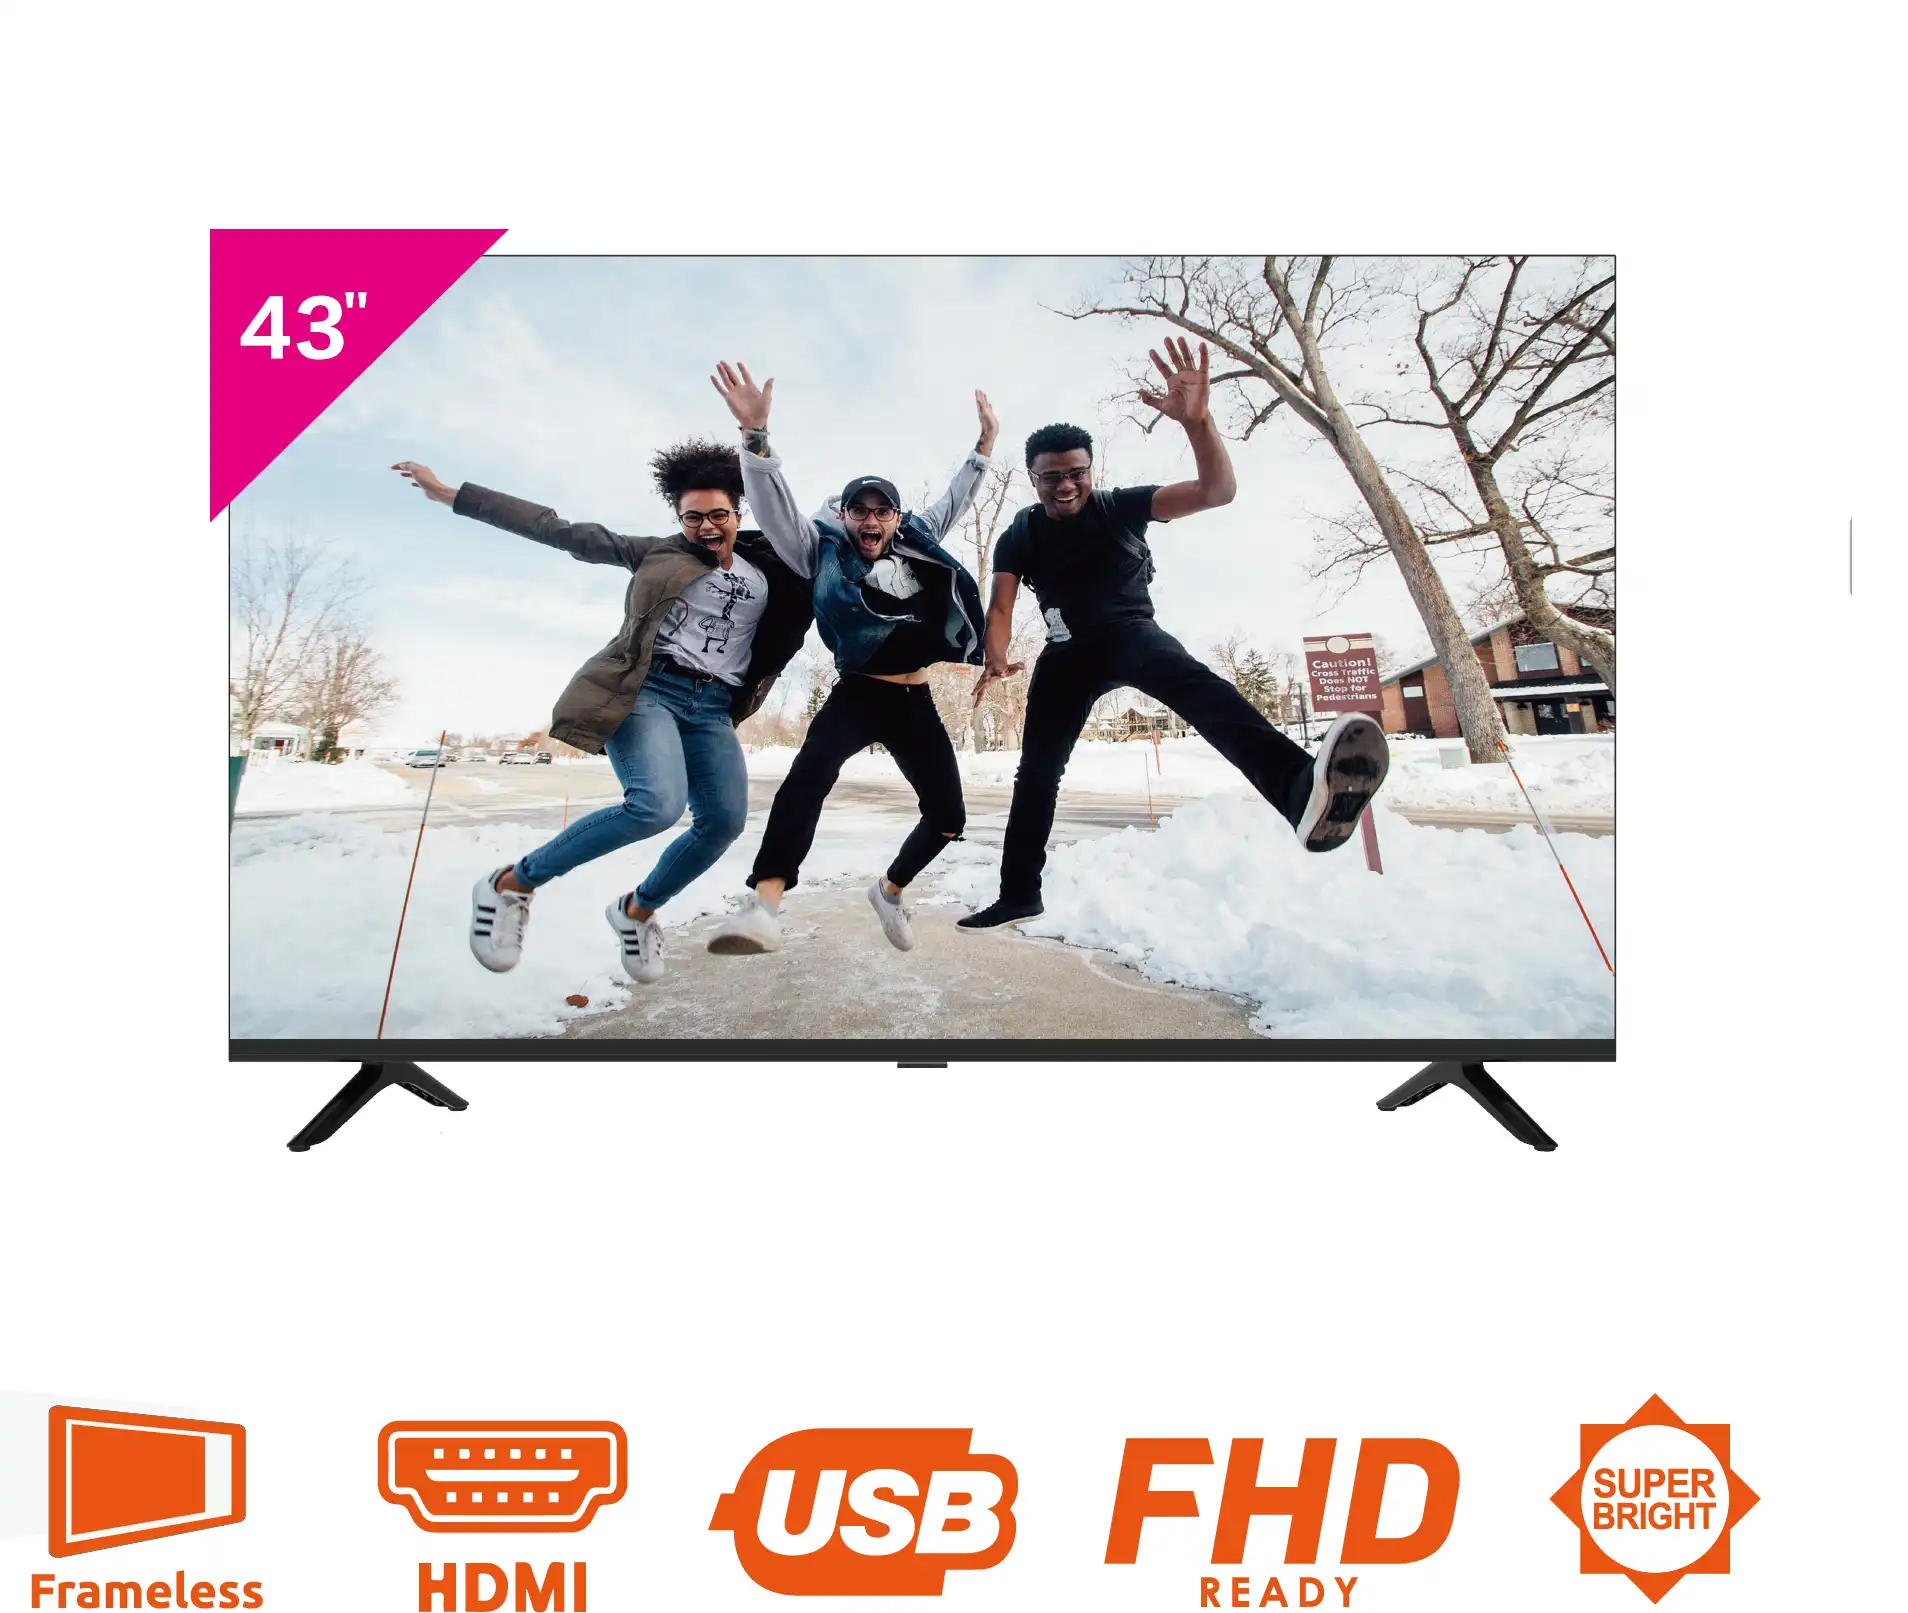 43"
Caution!
Cross Traffic
Does NOT
Stop for
Pedestrians
Frameless
HDMI
USB
FHD
READY
SUPER
BRIGHT